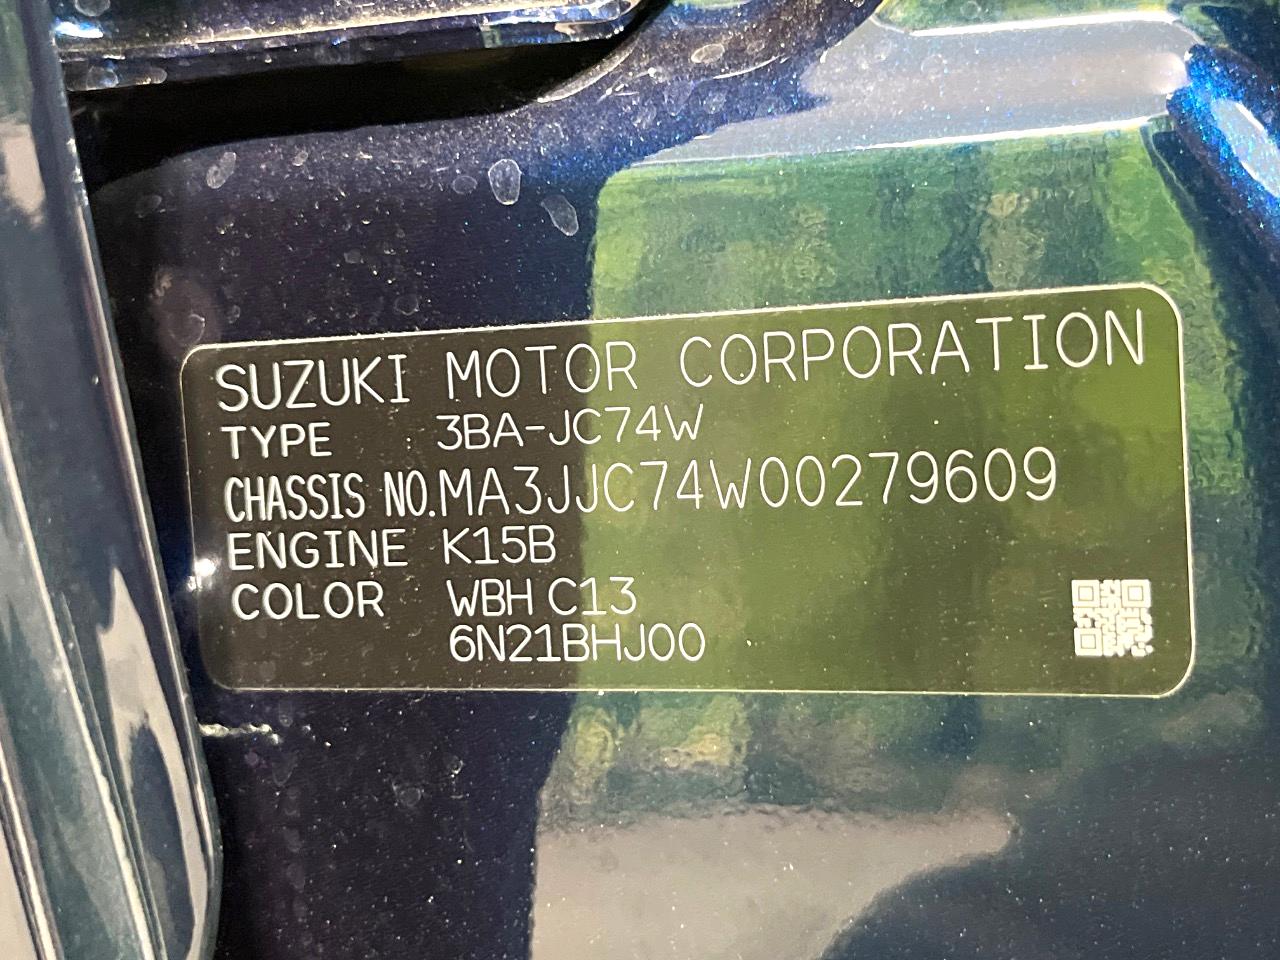 SUZUKI MOTOR CORPORATION
TYPE 3BA-JC74W
CHASSIS NO.MA3JJC74W00279609
ENGINE K15B
COLOR WBH C13
6N21BHJ00